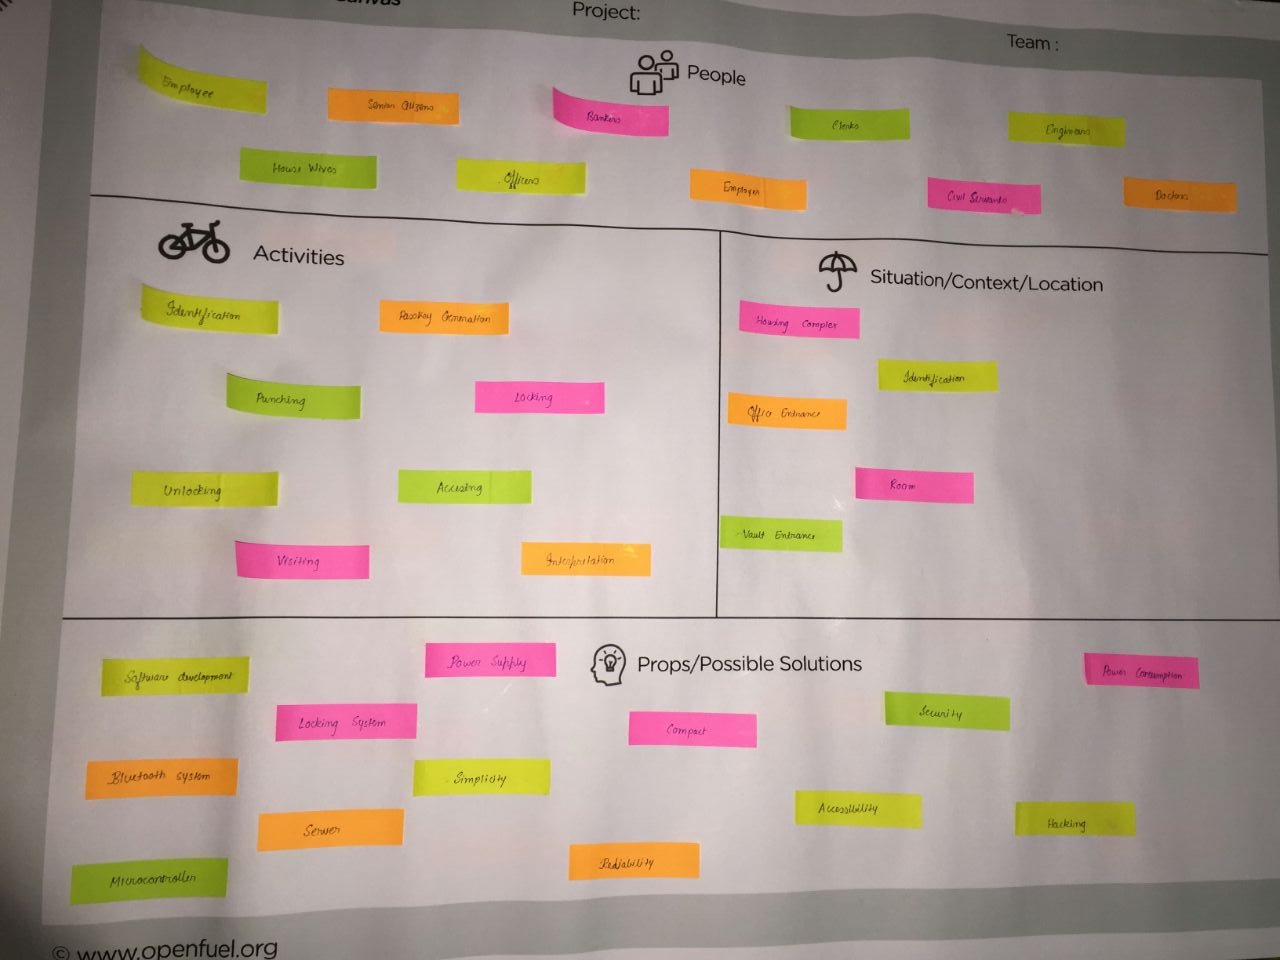 Canvas
Project:
Team :
People
Employee
Senior Citizens
Bankers
Clerks
Engineers
House Wives
Officers
Employer
Civil Servants
Doctors
Activities
Identification
Passkey Generation
Punching
Locking
Unlocking
Accesing
Visiting
Interpretation
Situation/Context/Location
Housing Complex
Identification
Office Entrance
Room
Vault Entrance
Props/Possible Solutions
Software development
Power Supply
Power Consumption
Locking System
Compact
Security
Bluetooth System
Simplicity
Accessibility
Hacking
Server
Microcontroller
© www.openfuel.org